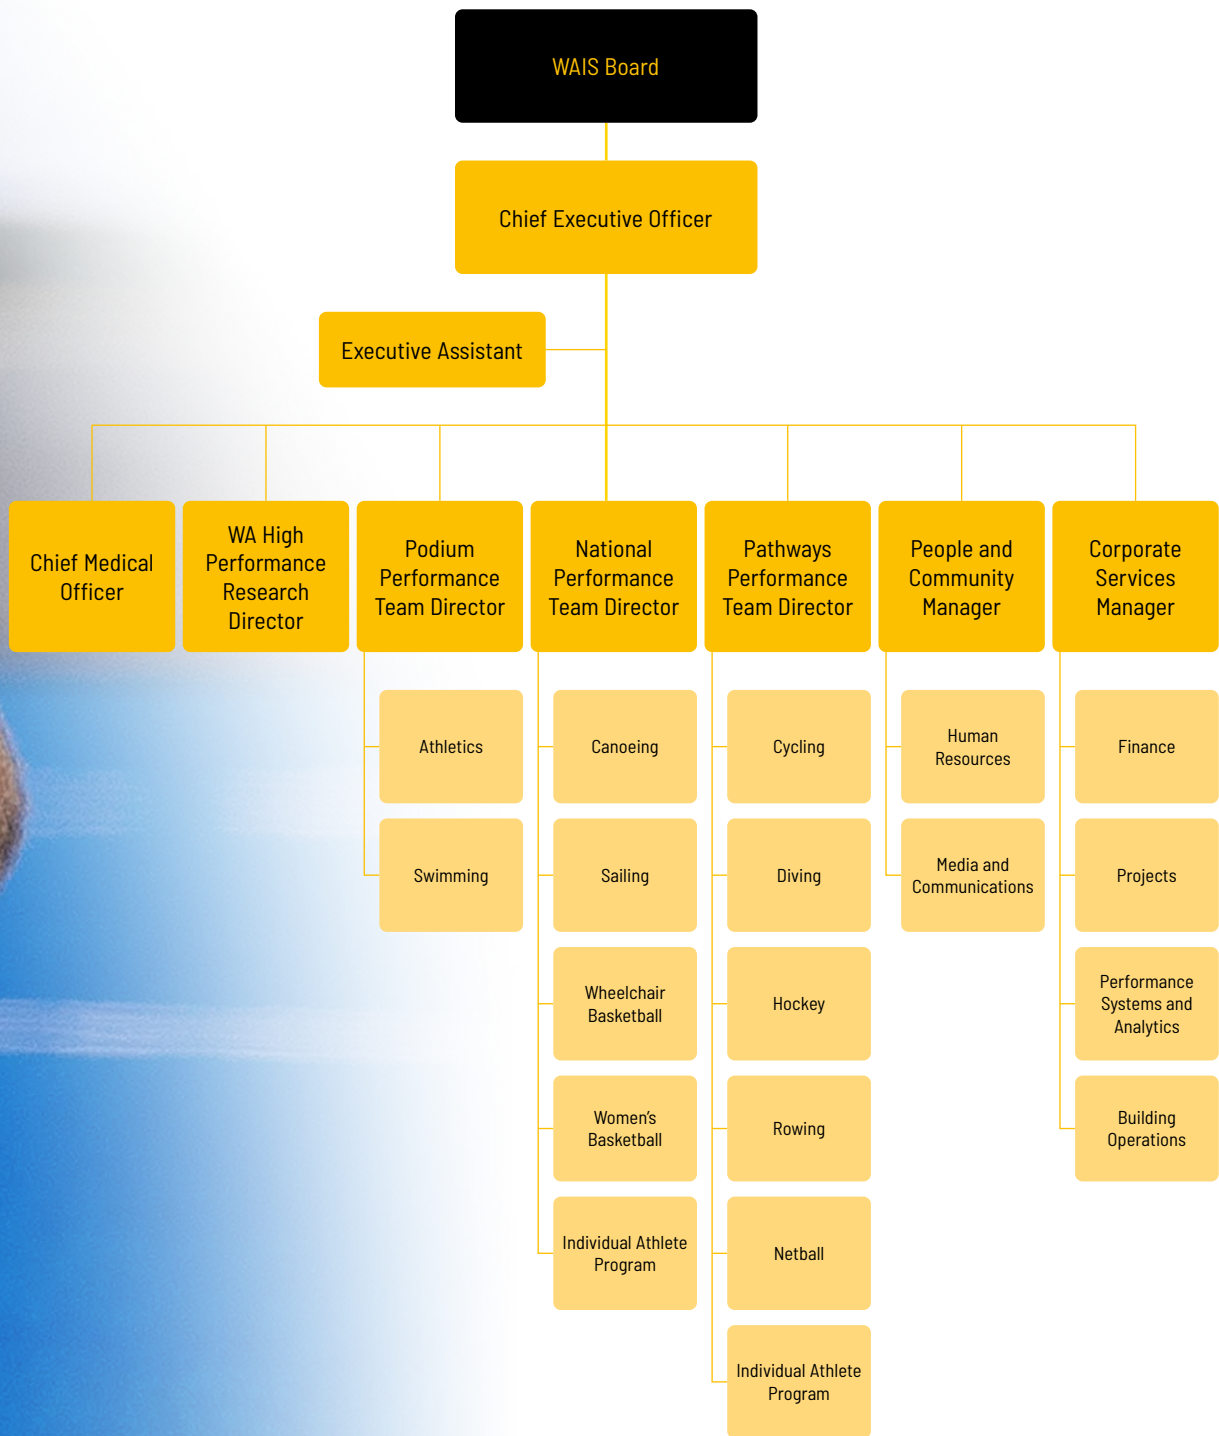 WAIS Board
Chief Executive Officer
Executive Assistant
Chief Medical
Officer
WA High
Performance
Research
Director
Podium
Performance
Team Director
National
Performance
Team Director
Pathways
Performance
Team Director
People and
Community
Manager
Corporate
Services
Manager
Athletics
Swimming
Canoeing
Sailing
Wheelchair
Basketball
Women’s
Basketball
Individual Athlete
Program
Cycling
Diving
Hockey
Rowing
Netball
Individual Athlete
Program
Human
Resources
Media and
Communications
Finance
Projects
Performance
Systems and
Analytics
Building
Operations